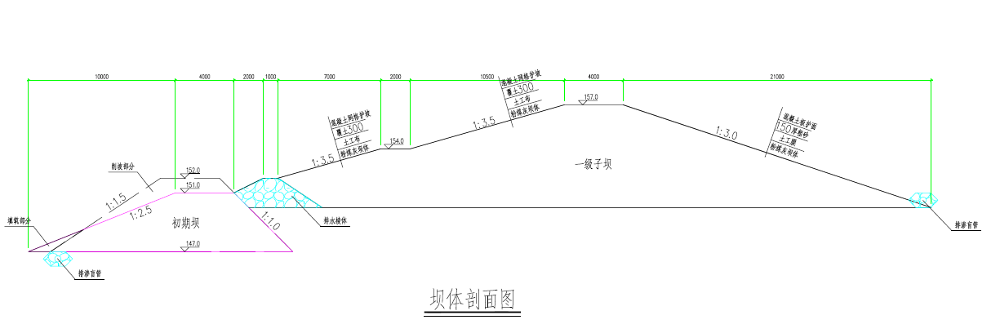 10000
4000
2000
1000
7000
2000
10500
4000
21000
混凝土网格护坡
覆土300
土工布
粉煤灰坝体
1:3.5
157.0
混凝土网格护坡
覆土300
土工布
粉煤灰坝体
1:3.5
154.0
混凝土板护面
150厚粗砂
土工膜
粉煤灰坝体
1:3.0
一级子坝
削坡部分
152.0
151.0
1:1.5
1:2.5
填筑部分
初期坝
1:1.0
排水棱体
排渗盲管
147.0
排渗盲管
坝体剖面图